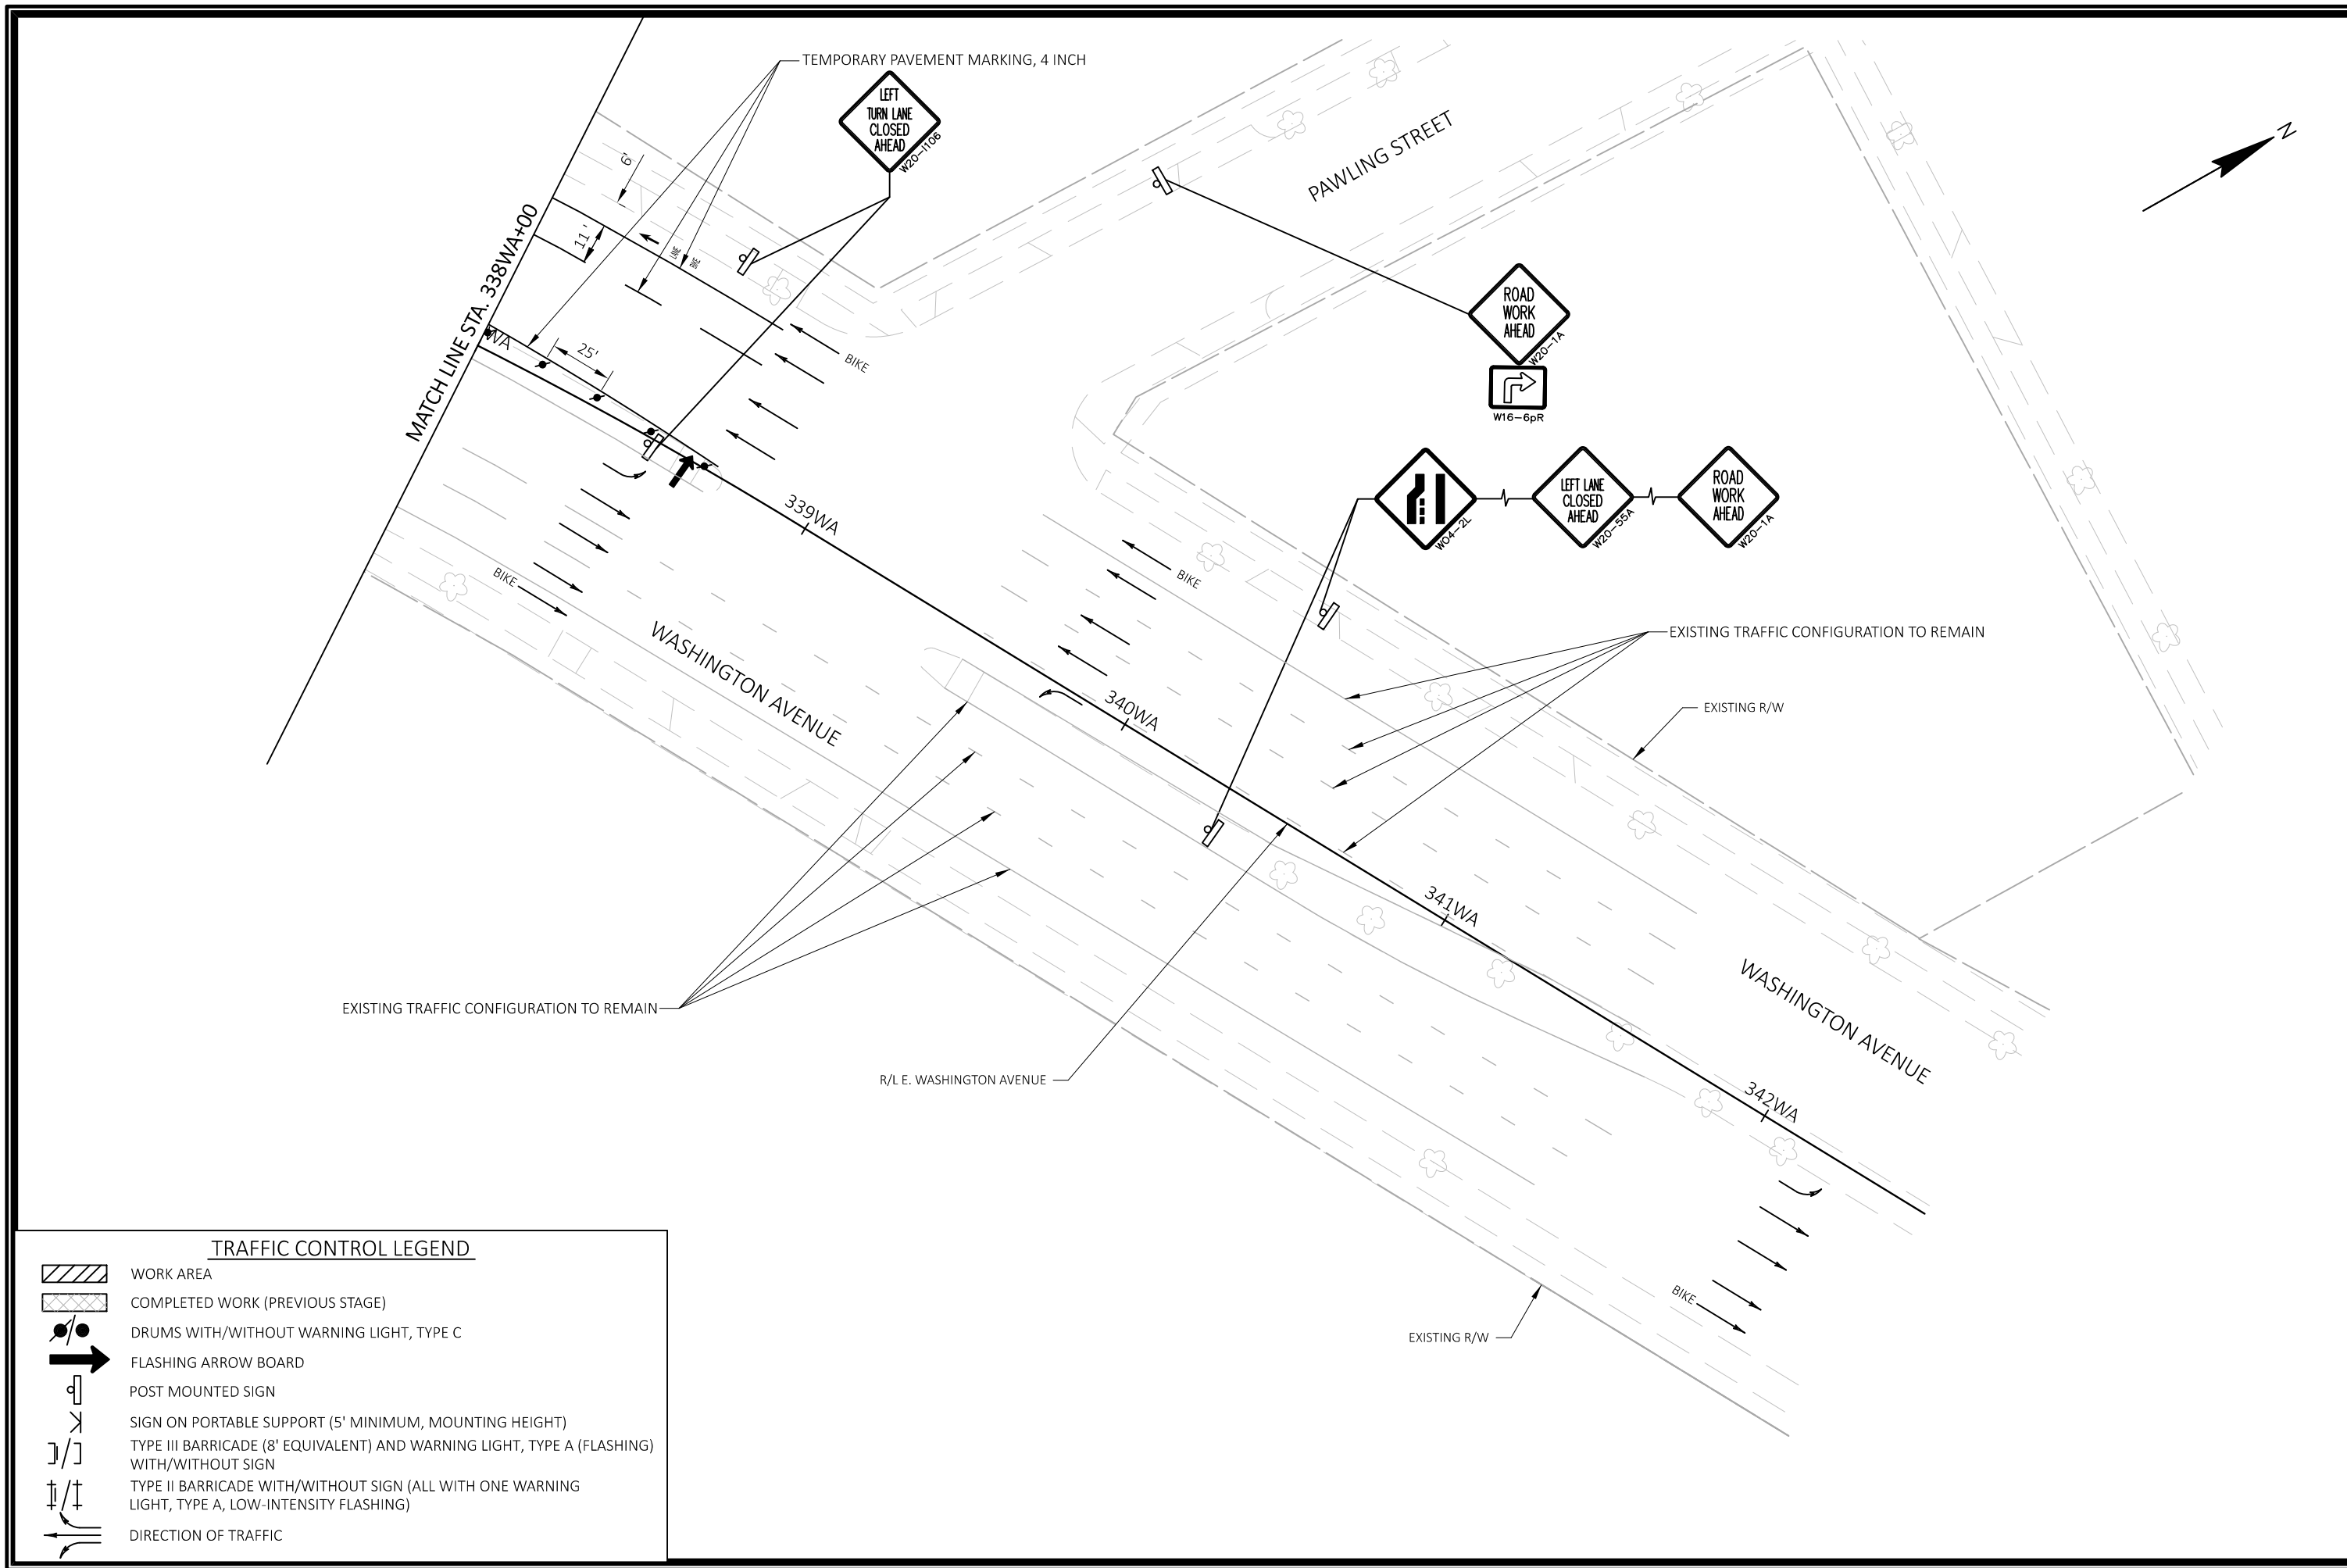 TEMPORARY PAVEMENT MARKING, 4 INCH
LEFT
TURN LANE
CLOSED
AHEAD
W20-I106
N
PAWLING STREET
6'
11'
MATCH LINE STA. 338WA+00
LANE
BIKE
WA
25'
BIKE
ROAD
WORK
AHEAD
W20-1A
W16-6pR
339WA
LEFT LANE
CLOSED
AHEAD
ROAD
WORK
AHEAD
WO4-2L
W20-55A
W20-1A
BIKE
BIKE
WASHINGTON AVENUE
EXISTING TRAFFIC CONFIGURATION TO REMAIN
340WA
EXISTING R/W
341WA
WASHINGTON AVENUE
EXISTING TRAFFIC CONFIGURATION TO REMAIN
R/L E. WASHINGTON AVENUE
342WA
BIKE
EXISTING R/W
TRAFFIC CONTROL LEGEND
WORK AREA
COMPLETED WORK (PREVIOUS STAGE)
DRUMS WITH/WITHOUT WARNING LIGHT, TYPE C
FLASHING ARROW BOARD
POST MOUNTED SIGN
SIGN ON PORTABLE SUPPORT (5' MINIMUM, MOUNTING HEIGHT)
TYPE III BARRICADE (8' EQUIVALENT) AND WARNING LIGHT, TYPE A (FLASHING)
WITH/WITHOUT SIGN
TYPE II BARRICADE WITH/WITHOUT SIGN (ALL WITH ONE WARNING
LIGHT, TYPE A, LOW-INTENSITY FLASHING)
DIRECTION OF TRAFFIC